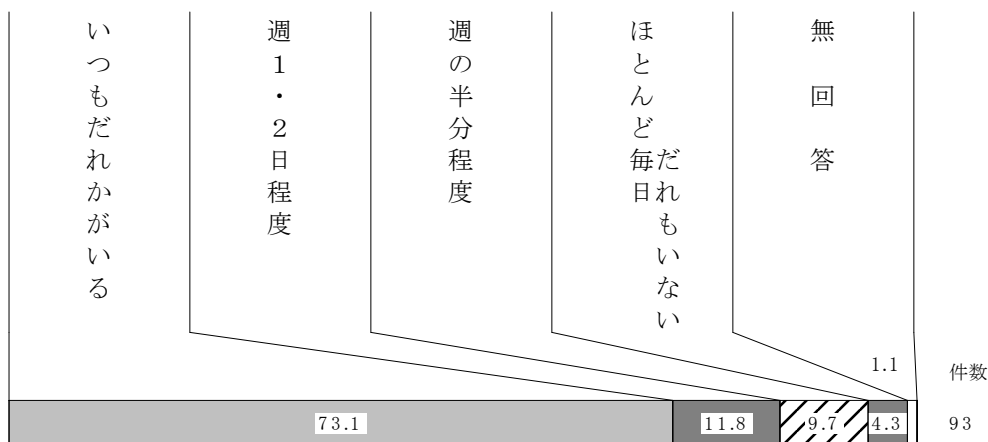 いつもだれかがいる
週１・２日程度
週の半分程度
ほとんど毎日
だれもいない
無回答
1.1
件数
73.1
11.8
9.7
4.3
93